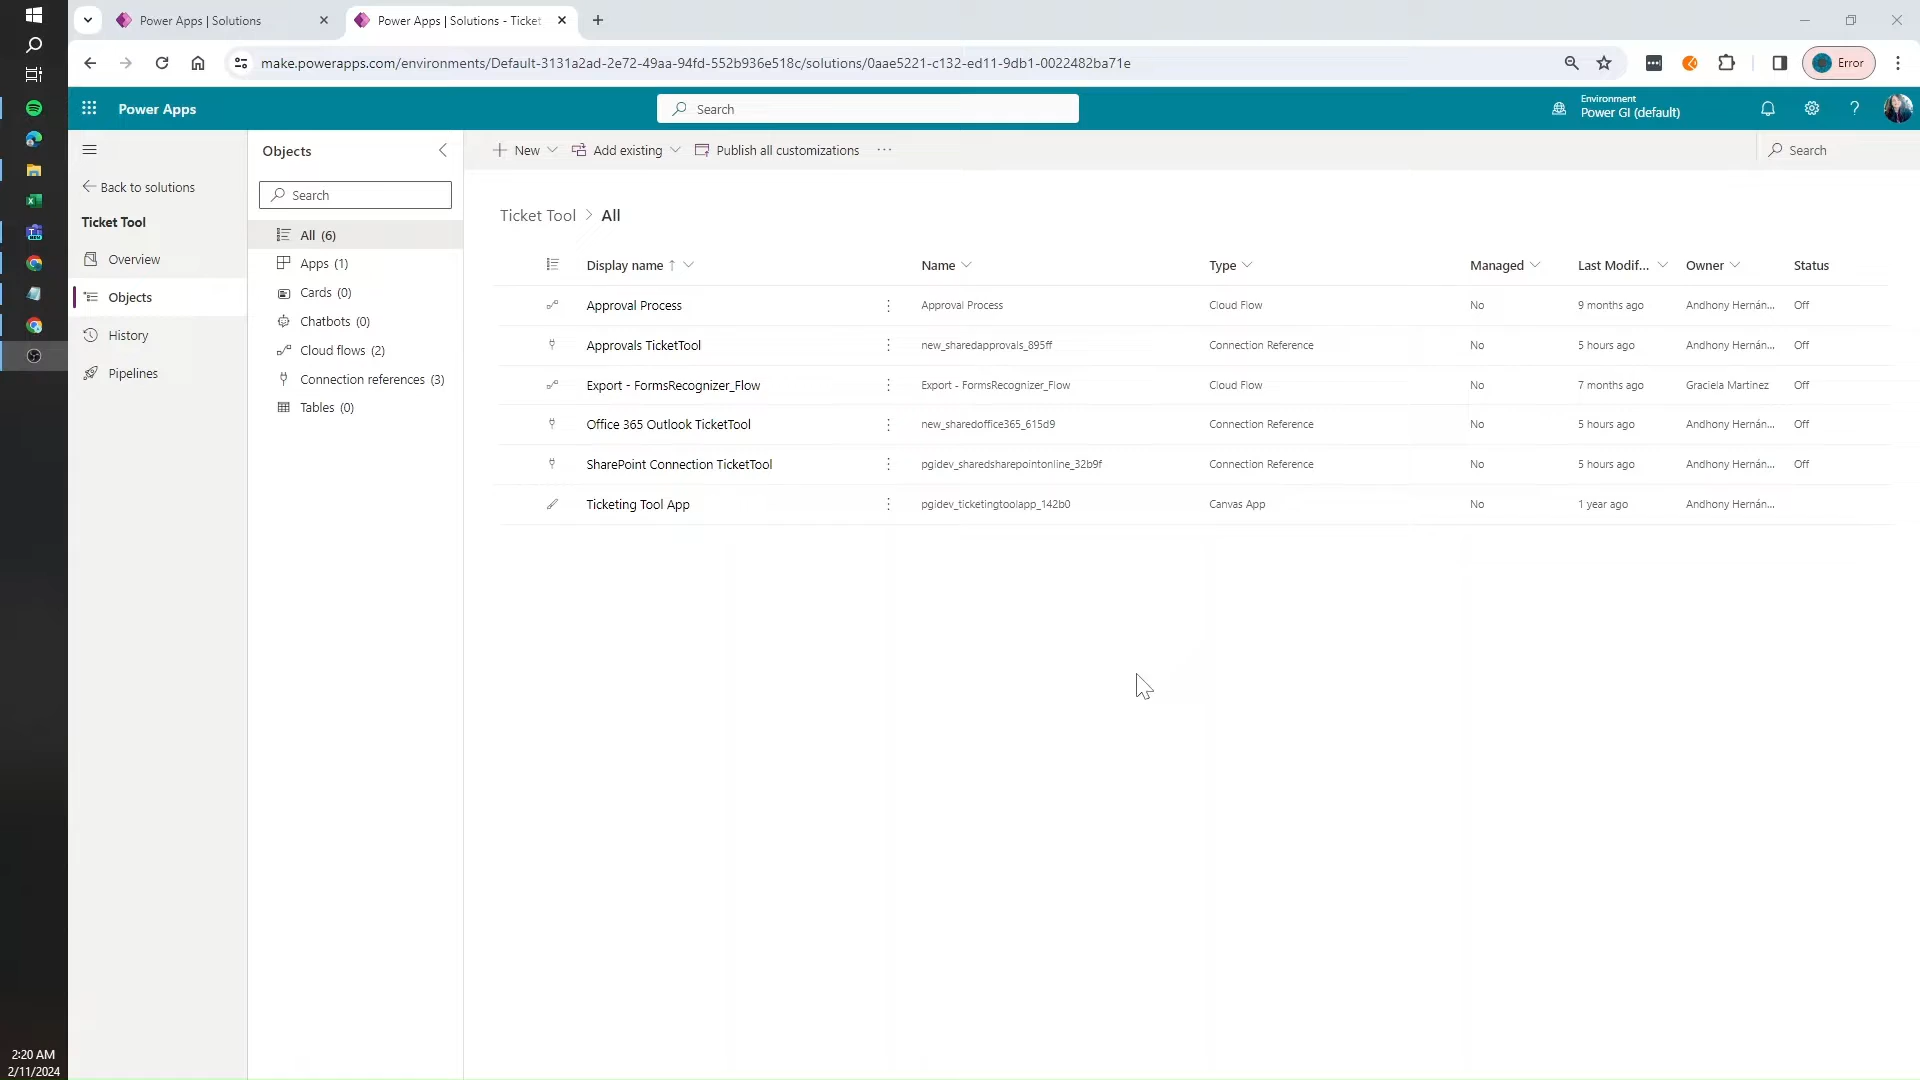 Power Apps | Solutions
Power Apps | Solutions - Ticket
make.powerapps.com/environments/Default-3131a2ad-2e72-49aa-94fd-552b936e518c/solutions/0aae5221-c132-ed11-9db1-0022482ba71e
Error
Power Apps
Search
Environment
Power GI (default)
Back to solutions
Ticket Tool
Overview
Objects
History
Pipelines
Objects
Search
All (6)
Apps (1)
Cards (0)
Chatbots (0)
Cloud flows (2)
Connection references (3)
Tables (0)
New
Add existing
Publish all customizations
Search
Ticket Tool > All
Display name ↑ Name Type Managed Last Modif... Owner Status
Approval Process Approval Process Cloud Flow No 9 months ago Andhony Hernán... Off
Approvals TicketTool new_sharedapprovals_895ff Connection Reference No 5 hours ago Andhony Hernán... Off
Export - FormsRecognizer_Flow Export - FormsRecognizer_Flow Cloud Flow No 7 months ago Graciela Martinez Off
Office 365 Outlook TicketTool new_sharedoffice365_615d9 Connection Reference No 5 hours ago Andhony Hernán... Off
SharePoint Connection TicketTool pgidev_sharedsharepointonline_32b9f Connection Reference No 5 hours ago Andhony Hernán... Off
Ticketing Tool App pgidev_ticketingtoolapp_142b0 Canvas App No 1 year ago Andhony Hernán...
2:20 AM
2/11/2024